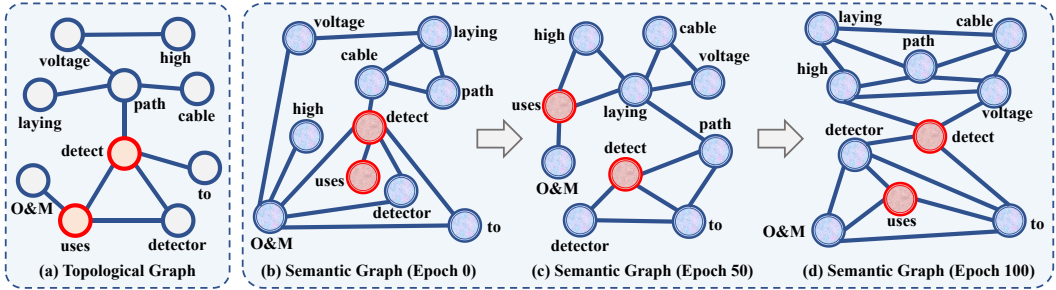 voltage
high
path
laying
cable
detect
to
O&M
uses
detector
(a) Topological Graph
voltage
laying
cable
path
high
detect
uses
detector
O&M
to
(b) Semantic Graph (Epoch 0)
high
cable
voltage
uses
laying
path
O&M
detect
detector
to
(c) Semantic Graph (Epoch 50)
laying
cable
path
high
voltage
detector
detect
uses
O&M
to
(d) Semantic Graph (Epoch 100)